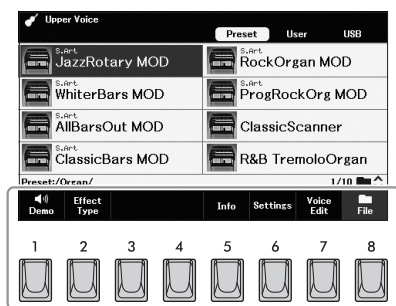 Upper Voice
Preset User USB
S.Art JazzRotary MOD
S.Art RockOrgan MOD
S.Art WhiterBars MOD
S.Art ProgRockOrg MOD
S.Art AllBarsOut MOD
ClassicScanner
S.Art ClassicBars MOD
R&B TremoloOrgan
Preset:/Organ/ 1/10
Demo Effect Type Info Settings Voice Edit File
1 2 3 4 5 6 7 8